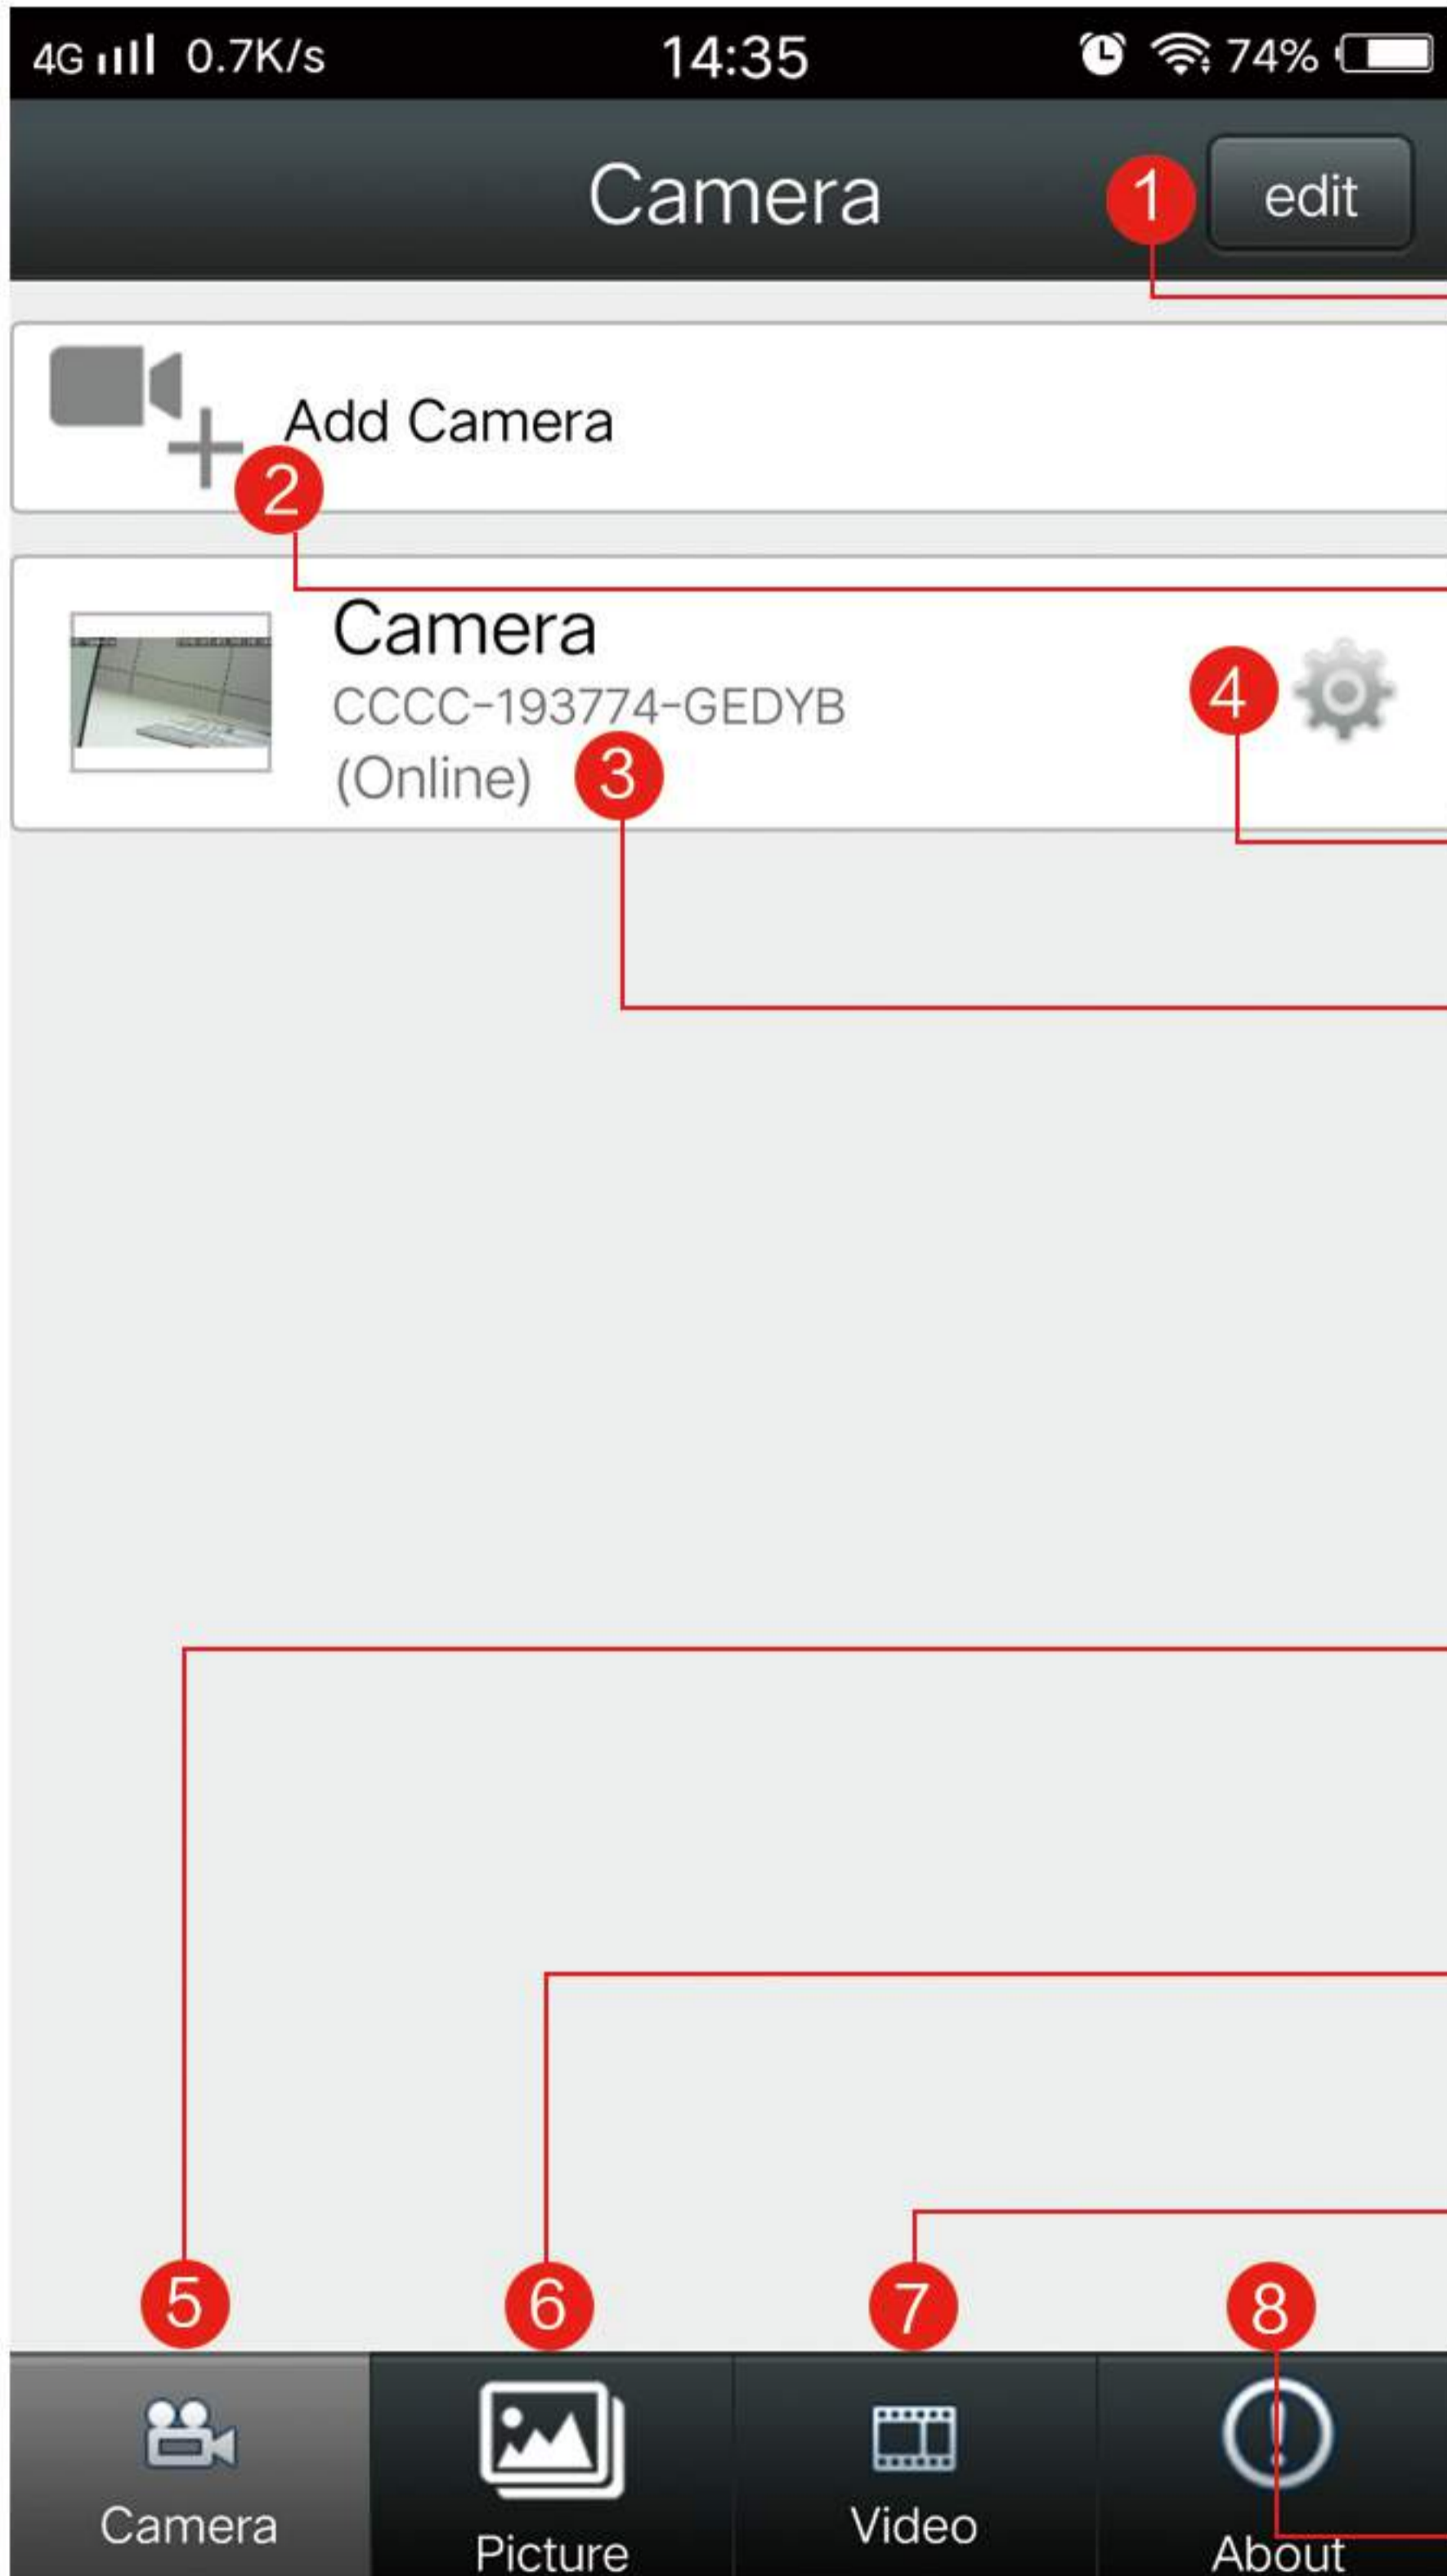 4G 0.7K/s 14:35 74%
Camera 1 edit
Add Camera
2
Camera
CCCC-193774-GEDYB
4
(Online) 3
5 6 7 8
Camera Picture Video About